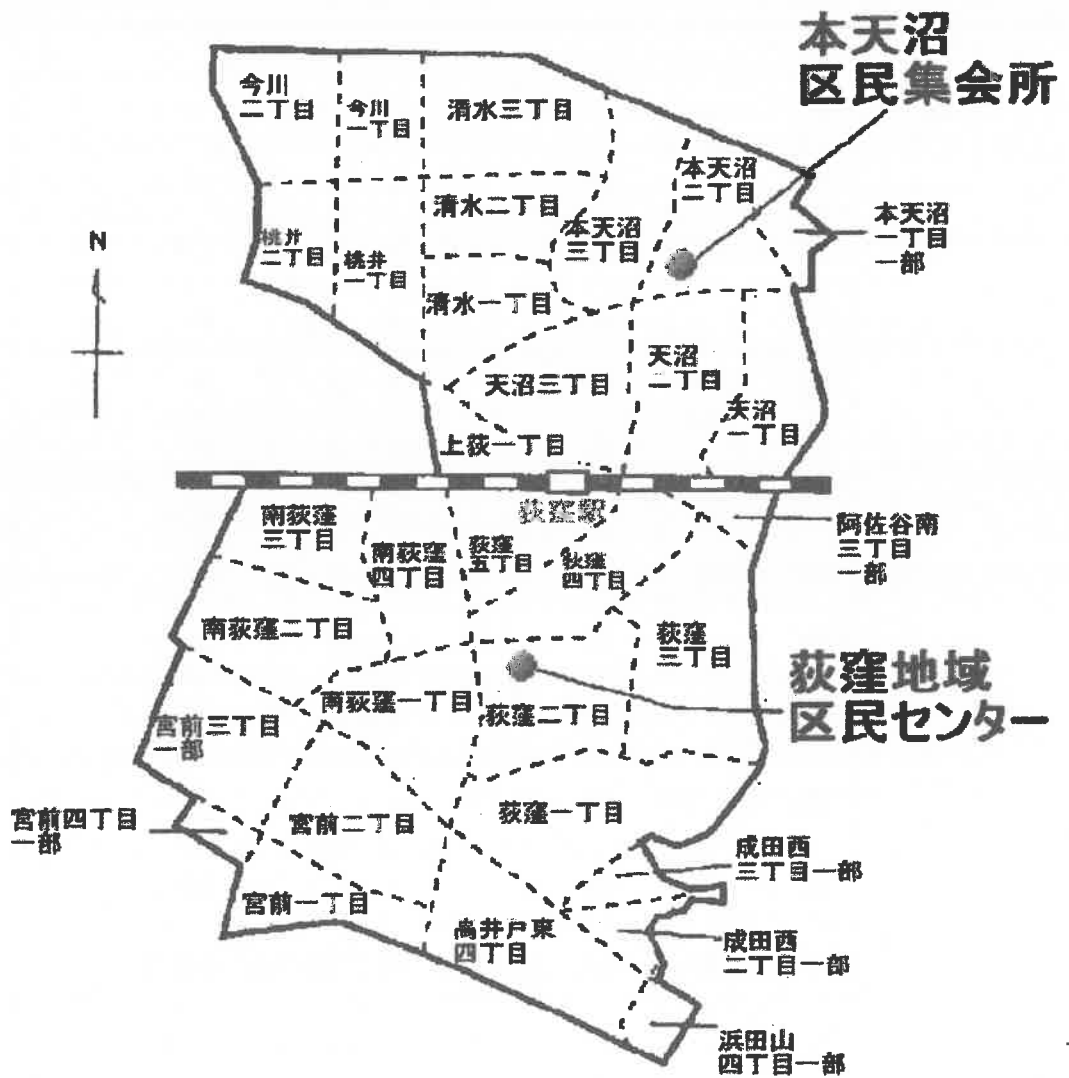 本天沼
区民集会所
今川
二丁目
今川
一丁目
清水三丁目
本天沼
二丁目
清水二丁目
本天沼
三丁目
本天沼
一丁目
一部
N
桃井
二丁目
桃井
一丁目
清水一丁目
天沼三丁目
天沼
二丁目
天沼
一丁目
上荻一丁目
荻窪駅
南荻窪
三丁目
南荻窪
四丁目
荻窪
五丁目
荻窪
四丁目
阿佐谷南
三丁目
一部
南荻窪二丁目
荻窪
三丁目
荻窪地域
区民センター
南荻窪一丁目
荻窪二丁目
宮前三丁目
一部
宮前四丁目
一部
宮前二丁目
荻窪一丁目
成田西
三丁目一部
宮前一丁目
高井戸東
四丁目
成田西
二丁目一部
浜田山
四丁目一部